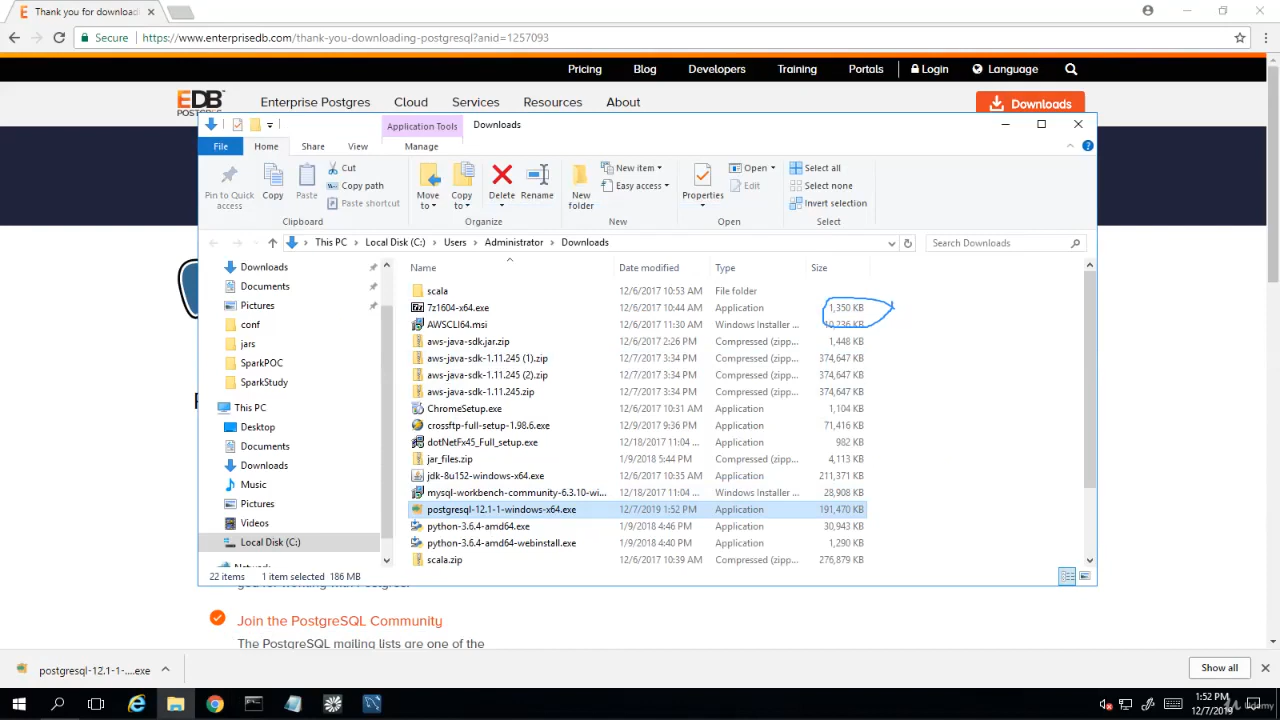 Thank you for download
Secure
https://www.enterprisedb.com/thank-you-downloading-postgresql?anid=1257093
Pricing Blog Developers Training Portals Login Language
EDB POSTGRES Enterprise Postgres Cloud Services Resources About Downloads
Application Tools Downloads
File Home Share View Manage
Pin to Quick access
Copy
Paste
Cut
Copy path
Paste shortcut
Clipboard
Move to
Copy to
Delete
Rename
Organize
New folder
New item
Easy access
New
Properties
Open
Edit
Open
Select all
Select none
Invert selection
Select
This PC > Local Disk (C:) > Users > Administrator > Downloads
Search Downloads
Downloads
Documents
Pictures
conf
jars
SparkPOC
SparkStudy
This PC
Desktop
Documents
Downloads
Music
Pictures
Videos
Local Disk (C:)
Network
Name Date modified Type Size
scala 12/6/2017 10:53 AM File folder
7z1604-x64.exe 12/6/2017 10:44 AM Application 1,350 KB
AWSCLI64.msi 12/6/2017 11:30 AM Windows Installer ... 10,236 KB
aws-java-sdk.jar.zip 12/6/2017 2:26 PM Compressed (zipp... 1,448 KB
aws-java-sdk-1.11.245 (1).zip 12/7/2017 3:34 PM Compressed (zipp... 374,647 KB
aws-java-sdk-1.11.245 (2).zip 12/7/2017 3:34 PM Compressed (zipp... 374,647 KB
aws-java-sdk-1.11.245.zip 12/7/2017 3:34 PM Compressed (zipp... 374,647 KB
ChromeSetup.exe 12/6/2017 10:31 AM Application 1,104 KB
crossftp-full-setup-1.98.6.exe 12/9/2017 9:36 PM Application 71,416 KB
dotNetFx45_Full_setup.exe 12/18/2017 11:04 ... Application 982 KB
jar_files.zip 1/9/2018 5:44 PM Compressed (zipp... 4,113 KB
jdk-8u152-windows-x64.exe 12/6/2017 10:35 AM Application 211,371 KB
mysql-workbench-community-6.3.10-wi... 12/18/2017 11:04 ... Windows Installer ... 28,908 KB
postgresql-12.1-1-windows-x64.exe 12/7/2019 1:52 PM Application 191,470 KB
python-3.6.4-amd64.exe 1/9/2018 4:46 PM Application 30,943 KB
python-3.6.4-amd64-webinstall.exe 1/9/2018 4:40 PM Application 1,290 KB
scala.zip 12/6/2017 10:39 AM Compressed (zipp... 276,879 KB
22 items 1 item selected 186 MB
Join the PostgreSQL Community
The PostgreSQL mailing lists are one of the
postgresql-12.1-1-....exe
Show all
1:52 PM
12/7/2019
Udemy